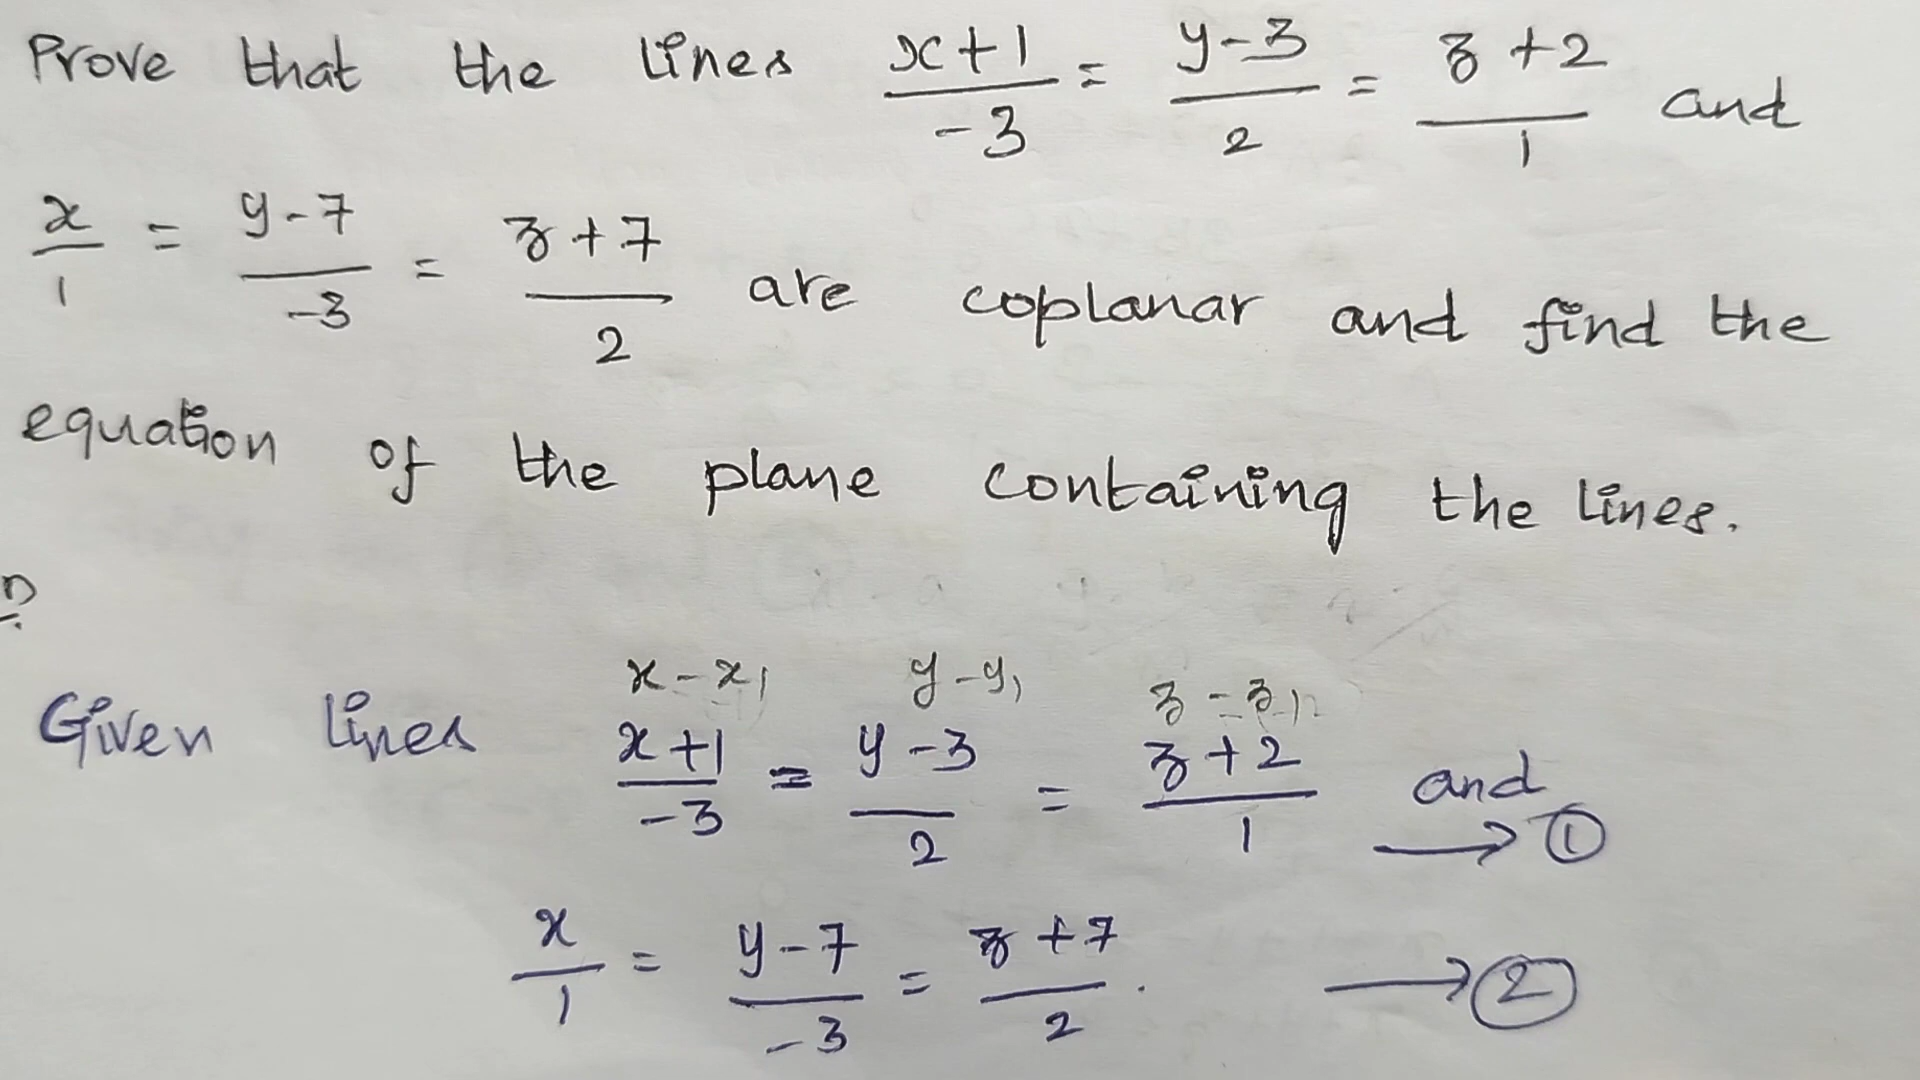 Prove that the lines x+1/-3 = y-3/2 = z+2/1 and
x/1 = y-7/-3 = z+7/2 are coplanar and find the
equation of the plane containing the lines.
x-x₁ y-y₁ z-z₁
Given lines x+1/-3 = y-3/2 = z+2/1 and → ①
x/1 = y-7/-3 = z+7/2. → ②